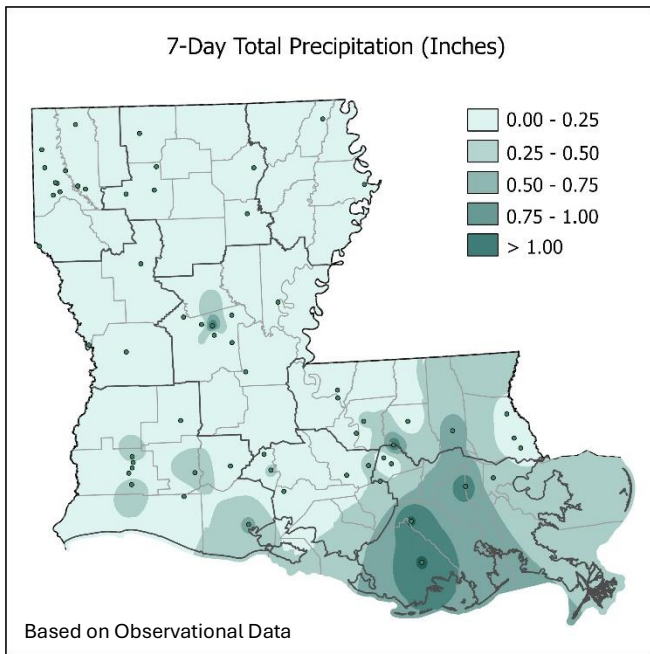 7-Day Total Precipitation (Inches)
0.00 - 0.25
0.25 - 0.50
0.50 - 0.75
0.75 - 1.00
> 1.00
Based on Observational Data